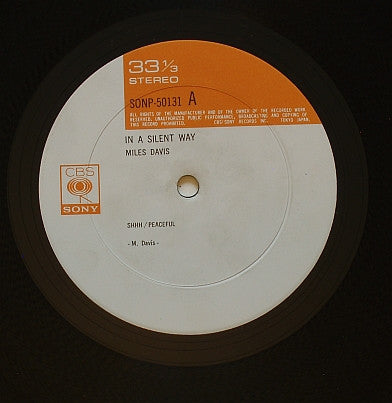 33 1/3
STEREO
SONP-50131 A
ALL RIGHTS OF THE MANUFACTURER AND OF THE OWNER OF THE RECORDED WORK
RESERVED. UNAUTHORIZED PUBLIC PERFORMANCE, BROADCASTING AND COPYING OF
THIS RECORD PROHIBITED. CBS/SONY RECORDS INC. TOKYO JAPAN.
IN A SILENT WAY
MILES DAVIS
CBS
SONY
SHHH/PEACEFUL
-M. Davis-